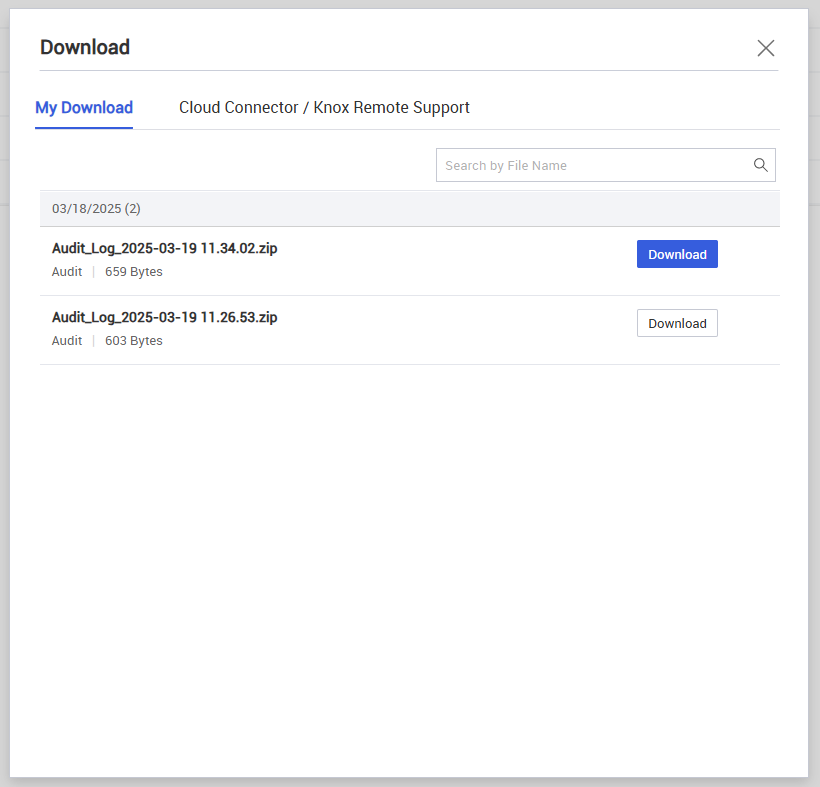 Download
My Download
Cloud Connector / Knox Remote Support
Search by File Name
03/18/2025 (2)
Audit_Log_2025-03-19 11.34.02.zip
Download
Audit | 659 Bytes
Audit_Log_2025-03-19 11.26.53.zip
Download
Audit | 603 Bytes